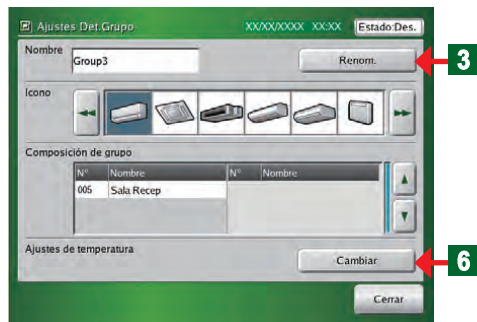 Ajustes Det.Grupo XX/XX/XXXX XX:XX Estado:Des.
Nombre
Group3 Renom. 3
Icono
Composición de grupo
N° Nombre N° Nombre
005 Sala Recep
Ajustes de temperatura
Cambiar 6
Cerrar